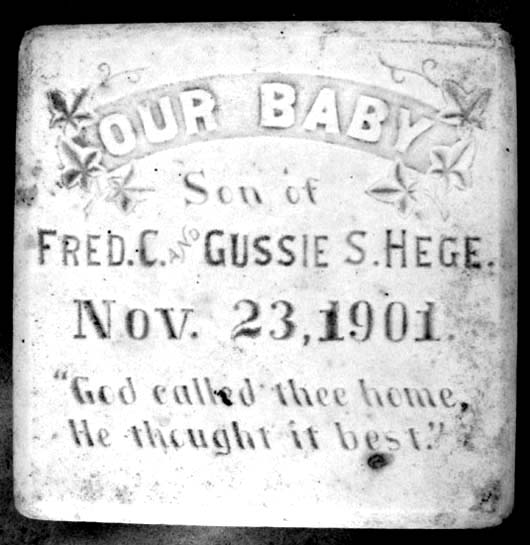 OUR BABY
Son of
FRED. C. AND GUSSIE S. HEGE.
Nov. 23, 1901.
"God called thee home,
He thought it best."